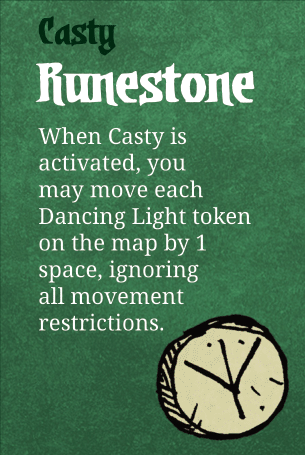 Casty
Runestone
When Casty is
activated, you
may move each
Dancing Light token
on the map by 1
space, ignoring
all movement
restrictions.